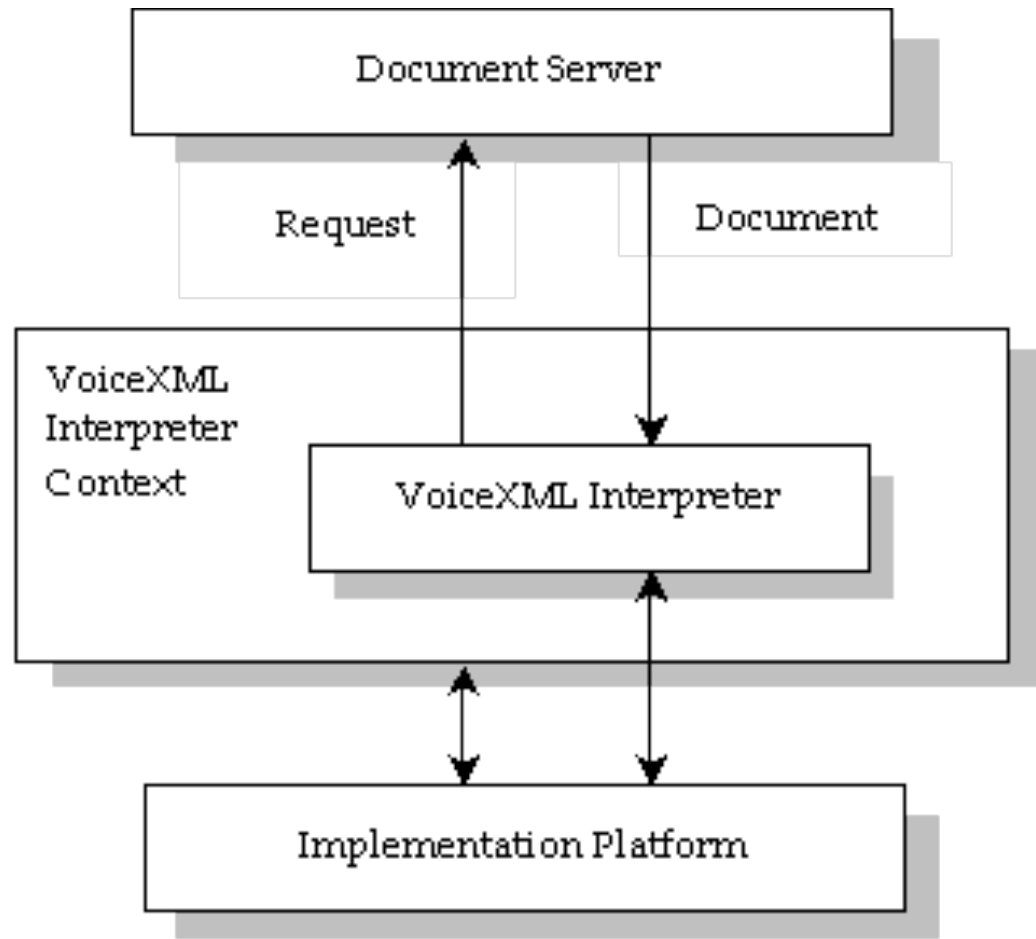 Document Server
Request
Document
VoiceXML
Interpreter
Context
VoiceXML Interpreter
Implementation Platform